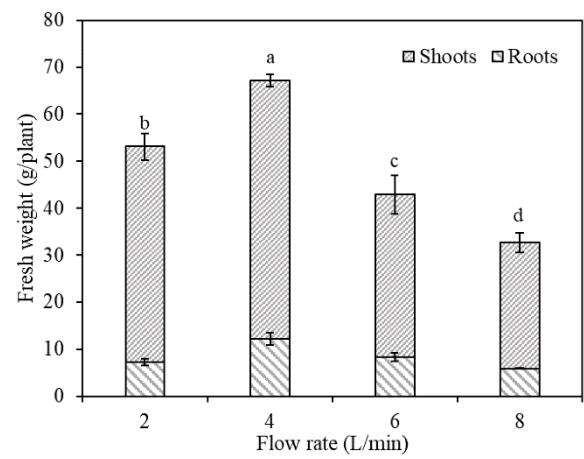 80
70
60
50
40
30
20
10
0
Fresh weight (g/plant)
Shoots Roots
b
a
c
d
2 4 6 8
Flow rate (L/min)